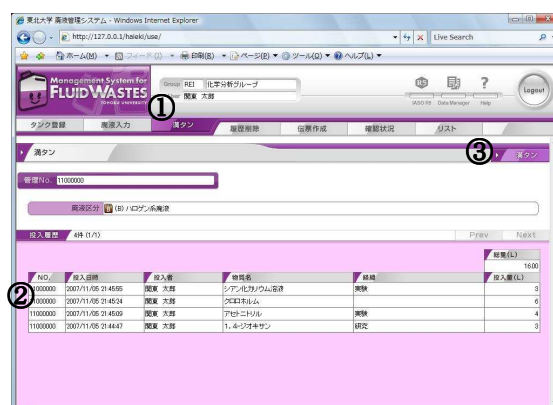 東北大学 廃液管理システム - Windows Internet Explorer
http://127.0.0.1/haieki/use/
Live Search
ホーム(M) フィード(J) 印刷(R) ページ(P) ツール(O) ヘルプ(L)
Management System for
FLUID WASTES
TOHOKU UNIVERSITY
Group REI 化学分析グループ
関東 太郎
IASO R6 Data Manager Help
Logout
①
タンク登録 廃液入力 満タン 履歴削除 伝票作成 確認状況 リスト
満タン
③
満タン
管理No. 11000000
廃液区分 (B) ハロゲン系廃液
投入履歴 4件 (1/1)
Prev Next
総量(L)
16.00
NO. 投入日時 投入者 物質名 経緯 投入量(L)
②
11000000 2007/11/05 21:45:55 関東 太郎 シアン化カリウム溶液 実験 3
11000000 2007/11/05 21:45:24 関東 太郎 クロロホルム 6
11000000 2007/11/05 21:45:09 関東 太郎 アセトニトリル 実験 4
11000000 2007/11/05 21:44:47 関東 太郎 1,4-ジオキサン 研究 3